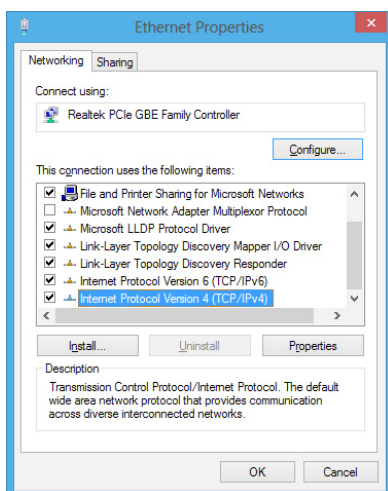 Ethernet Properties
Networking
Sharing
Connect using:
Realtek PCIe GBE Family Controller
Configure...
This connection uses the following items:
File and Printer Sharing for Microsoft Networks
Microsoft Network Adapter Multiplexor Protocol
Microsoft LLDP Protocol Driver
Link-Layer Topology Discovery Mapper I/O Driver
Link-Layer Topology Discovery Responder
Internet Protocol Version 6 (TCP/IPv6)
Internet Protocol Version 4 (TCP/IPv4)
Install...
Uninstall
Properties
Description
Transmission Control Protocol/Internet Protocol. The default
wide area network protocol that provides communication
across diverse interconnected networks.
OK
Cancel